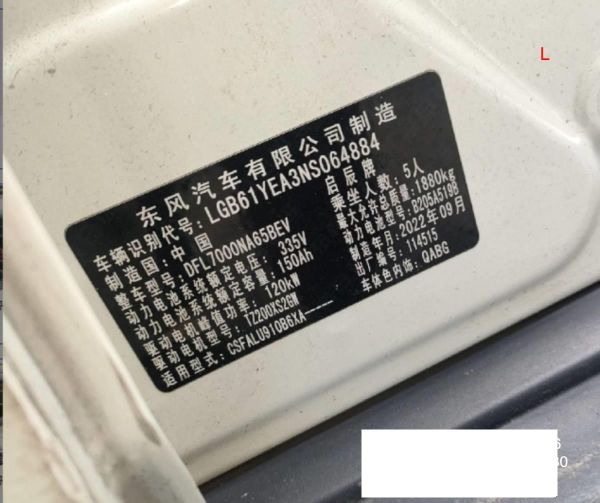 东风汽车有限公司制造
车辆识别代号：LGB61YEA3NS064884
制造国：中国
启辰牌
整车型号：DFL7000NA65BEV
乘坐人数：5人
动力电池系统额定电压：335V
最大允许总质量：1880kg
动力电池系统额定容量：150Ah
动力电池型号：B205A519B
驱动电机峰值功率：120kW
制造年月：2022年09月
驱动电机型号：TZ200XS2GW
出厂编号：114515
适用型式：CSFALU910B6XA-----
车体色内饰：QABG
L